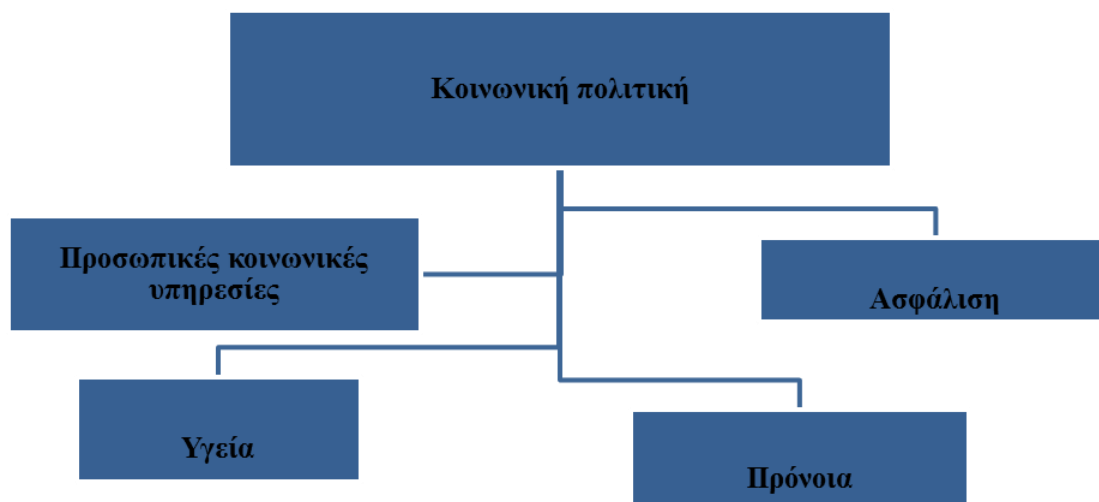 Κοινωνική πολιτική
Προσωπικές κοινωνικές
υπηρεσίες
Ασφάλιση
Υγεία
Πρόνοια